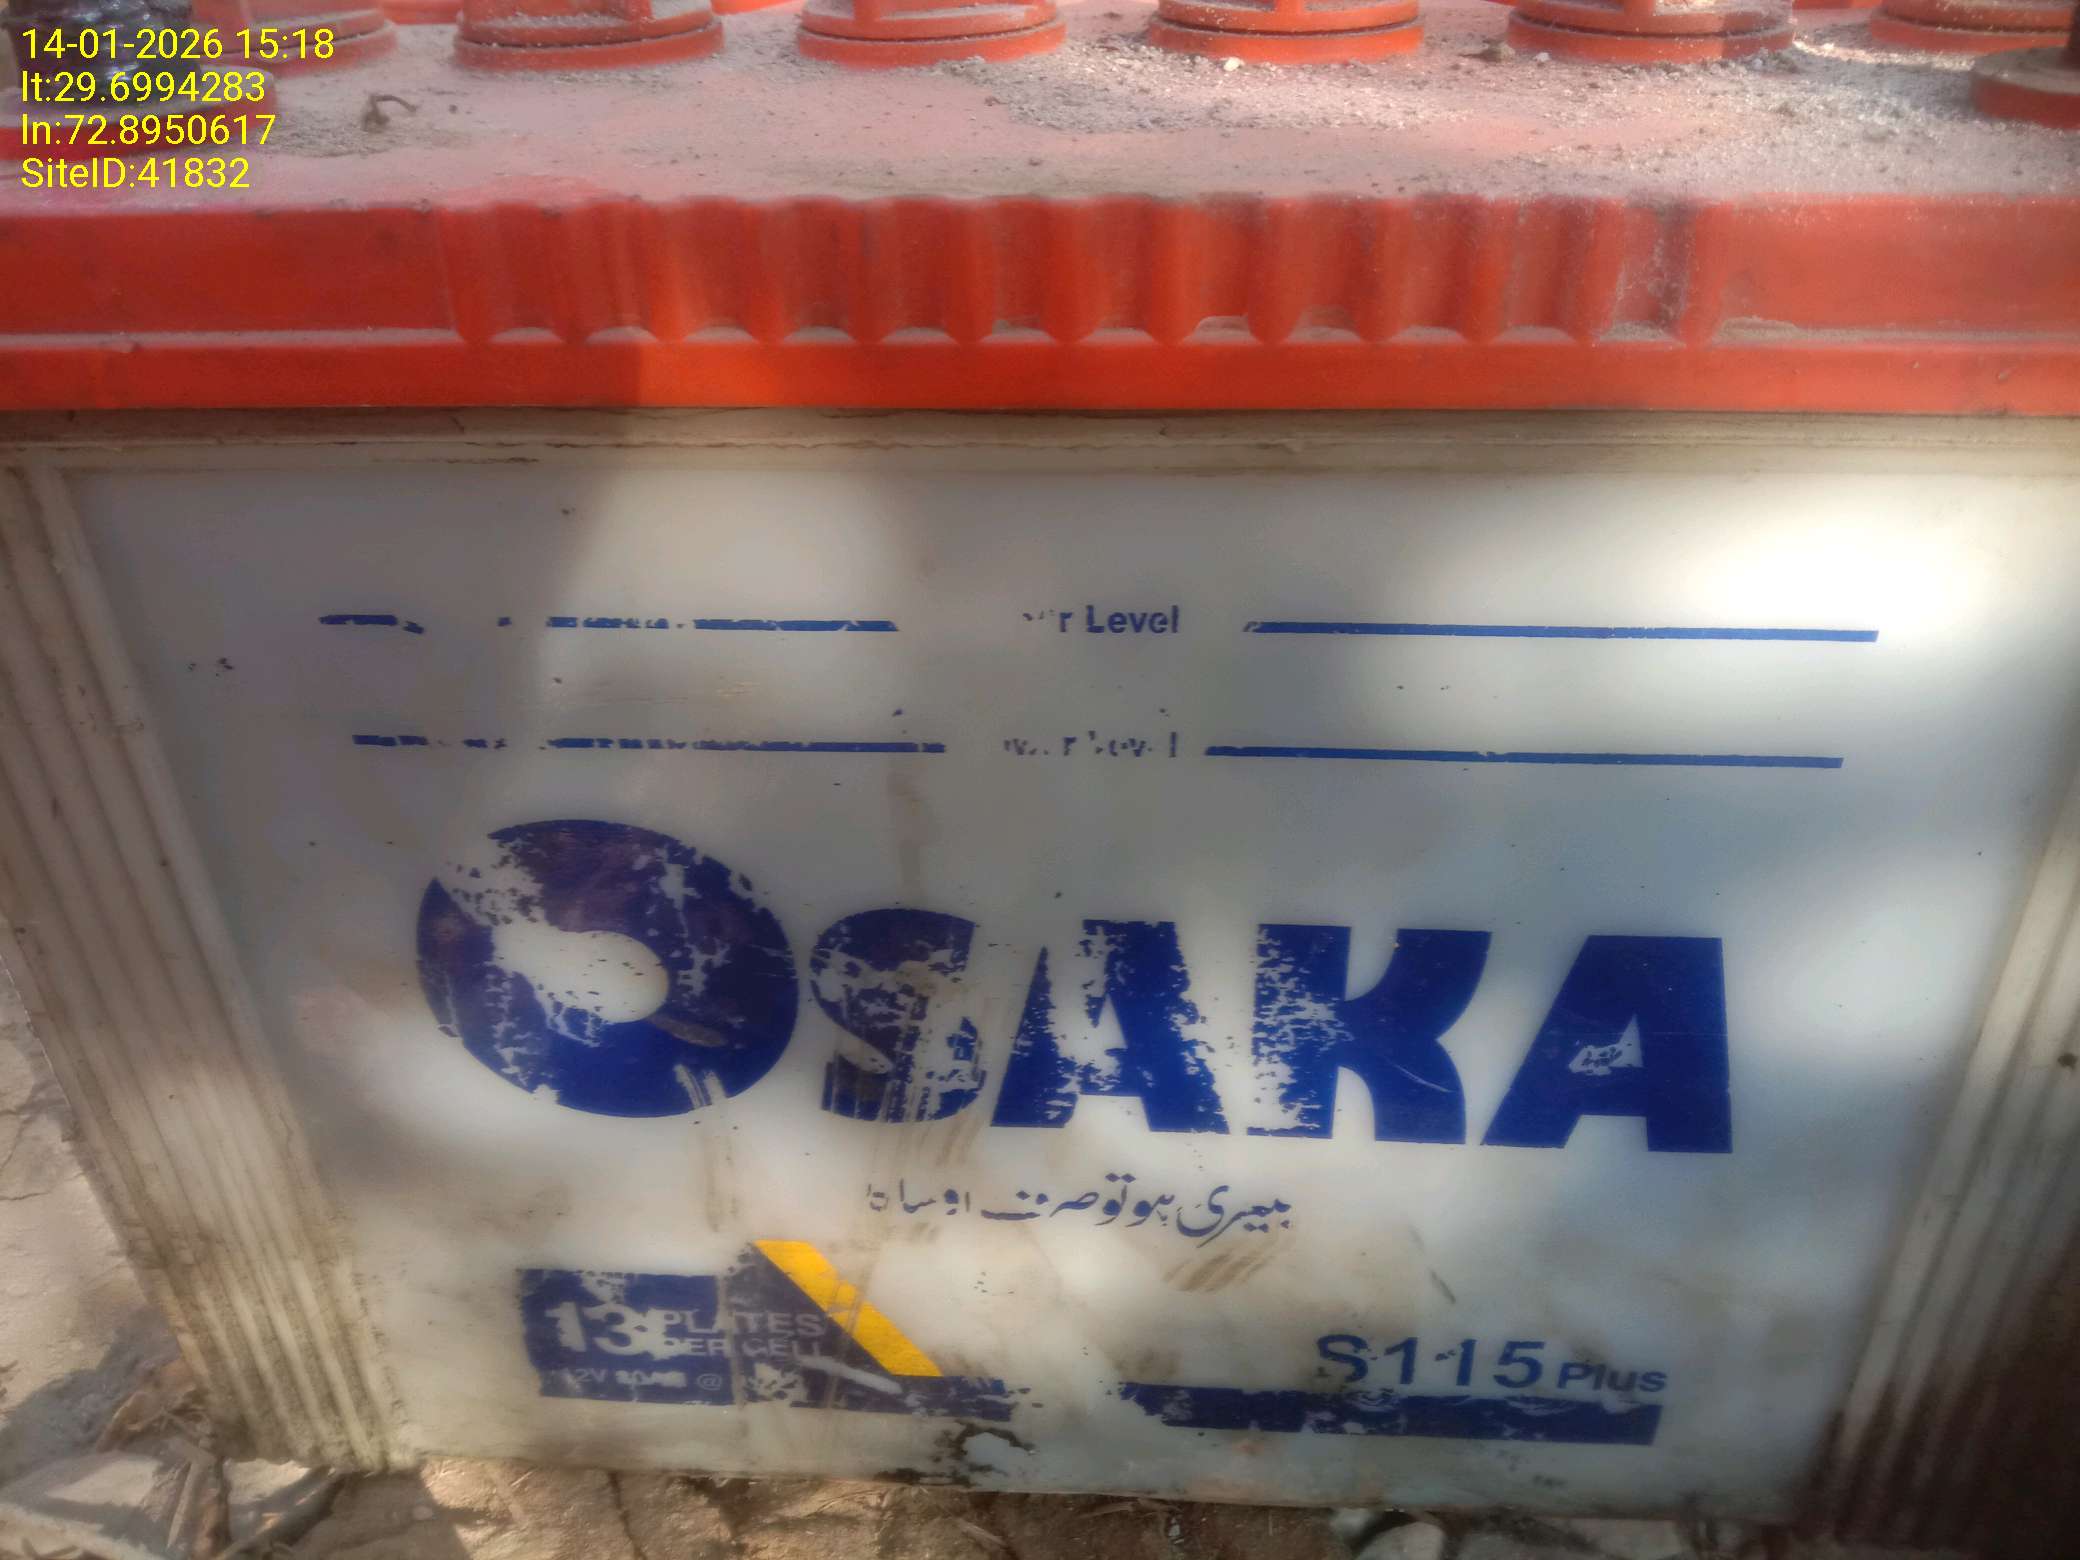 14-01-2026 15:18
lt:29.6994283
ln:72.8950617
SiteID:41832
Level
OSAKA
بیٹری ہو تو صرف اوساکا
13 PLATES
PER CELL
12V @
S115 Plus